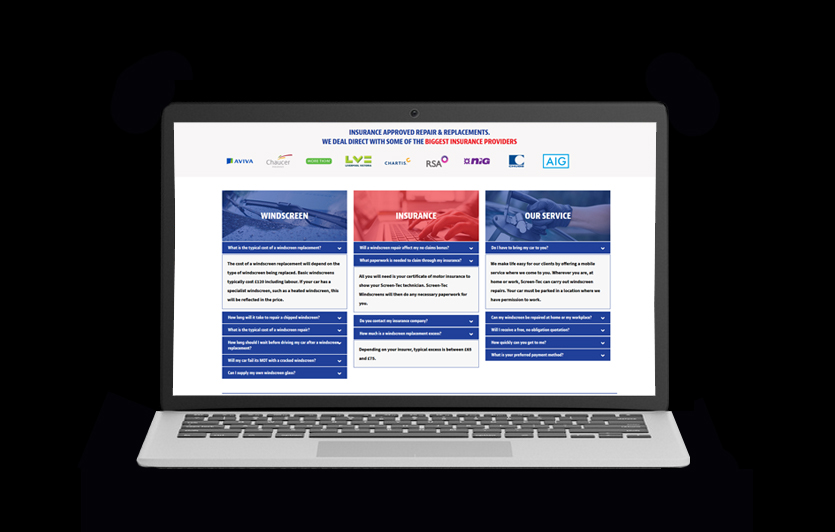 INSURANCE APPROVED REPAIR & REPLACEMENTS.
WE DEAL DIRECT WITH SOME OF THE BIGGEST INSURANCE PROVIDERS
AVIVA
Chaucer
MORE TH>N
LV=
CHARTIS
RSA
nig
AIG
WINDSCREEN
What is the typical cost of a windscreen replacement?
The cost of a windscreen replacement will depend on the
type of windscreen being replaced. Basic windscreens
typically cost £120 including labour. If your car has a
specialist windscreen, such as a heated windscreen, this
will be reflected in the price.
How long will it take to repair a chipped windscreen?
What is the typical cost of a windscreen repair?
How long should I wait before driving my car after a windscreen
replacement?
Will my car fail its MOT with a cracked windscreen?
Can I supply my own windscreen glass?
INSURANCE
Will a windscreen repair affect my no claims bonus?
What paperwork is needed to claim through my insurance?
All you will need is your certificate of motor insurance to
show your Screen-Tec technician. Screen-Tec
Windscreens will then do any necessary paperwork for
you.
Do you contact my insurance company?
How much is a windscreen replacement excess?
Depending on your insurer, typical excess is between £60
and £75.
OUR SERVICE
Do I have to bring my car to you?
We make life easy for our clients by offering a mobile
service where we come to you. Wherever you are, at
home or work, Screen-Tec can carry out windscreen
repairs. Your car must be parked in a location where we
have permission to work.
Can my windscreen be repaired at home or my workplace?
Will I receive a free, no obligation quotation?
How quickly can you get to me?
What is your preferred payment method?